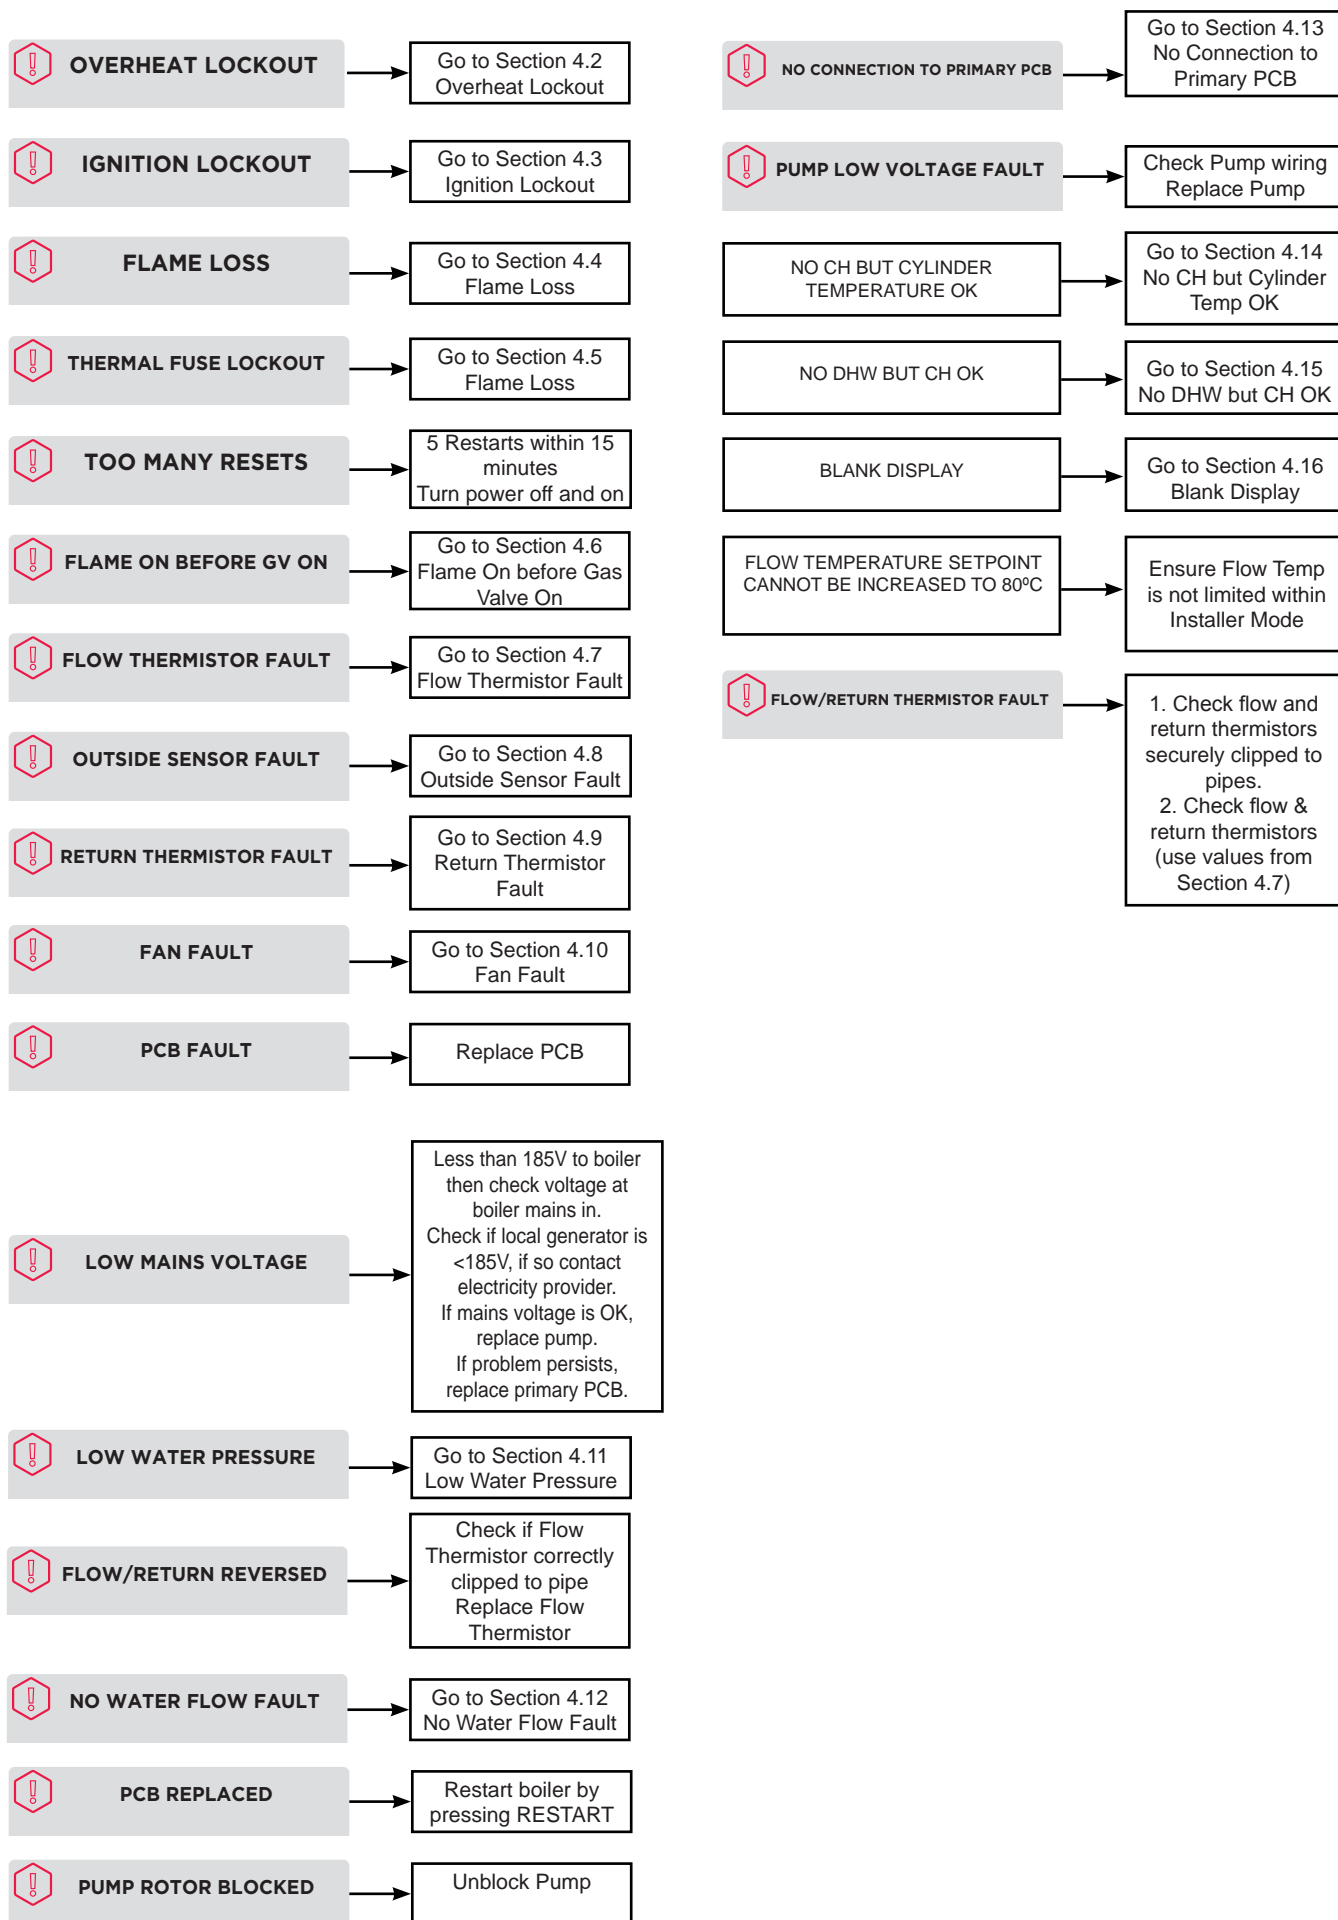 OVERHEAT LOCKOUT
Go to Section 4.2
Overheat Lockout
IGNITION LOCKOUT
Go to Section 4.3
Ignition Lockout
FLAME LOSS
Go to Section 4.4
Flame Loss
THERMAL FUSE LOCKOUT
Go to Section 4.5
Flame Loss
TOO MANY RESETS
5 Restarts within 15
minutes
Turn power off and on
FLAME ON BEFORE GV ON
Go to Section 4.6
Flame On before Gas
Valve On
FLOW THERMISTOR FAULT
Go to Section 4.7
Flow Thermistor Fault
OUTSIDE SENSOR FAULT
Go to Section 4.8
Outside Sensor Fault
RETURN THERMISTOR FAULT
Go to Section 4.9
Return Thermistor
Fault
FAN FAULT
Go to Section 4.10
Fan Fault
PCB FAULT
Replace PCB
LOW MAINS VOLTAGE
Less than 185V to boiler
then check voltage at
boiler mains in.
Check if local generator is
<185V, if so contact
electricity provider.
If mains voltage is OK,
replace pump.
If problem persists,
replace primary PCB.
LOW WATER PRESSURE
Go to Section 4.11
Low Water Pressure
FLOW/RETURN REVERSED
Check if Flow
Thermistor correctly
clipped to pipe
Replace Flow
Thermistor
NO WATER FLOW FAULT
Go to Section 4.12
No Water Flow Fault
PCB REPLACED
Restart boiler by
pressing RESTART
PUMP ROTOR BLOCKED
Unblock Pump
NO CONNECTION TO PRIMARY PCB
Go to Section 4.13
No Connection to
Primary PCB
PUMP LOW VOLTAGE FAULT
Check Pump wiring
Replace Pump
NO CH BUT CYLINDER
TEMPERATURE OK
Go to Section 4.14
No CH but Cylinder
Temp OK
NO DHW BUT CH OK
Go to Section 4.15
No DHW but CH OK
BLANK DISPLAY
Go to Section 4.16
Blank Display
FLOW TEMPERATURE SETPOINT
CANNOT BE INCREASED TO 80ºC
Ensure Flow Temp
is not limited within
Installer Mode
FLOW/RETURN THERMISTOR FAULT
1. Check flow and
return thermistors
securely clipped to
pipes.
2. Check flow &
return thermistors
(use values from
Section 4.7)